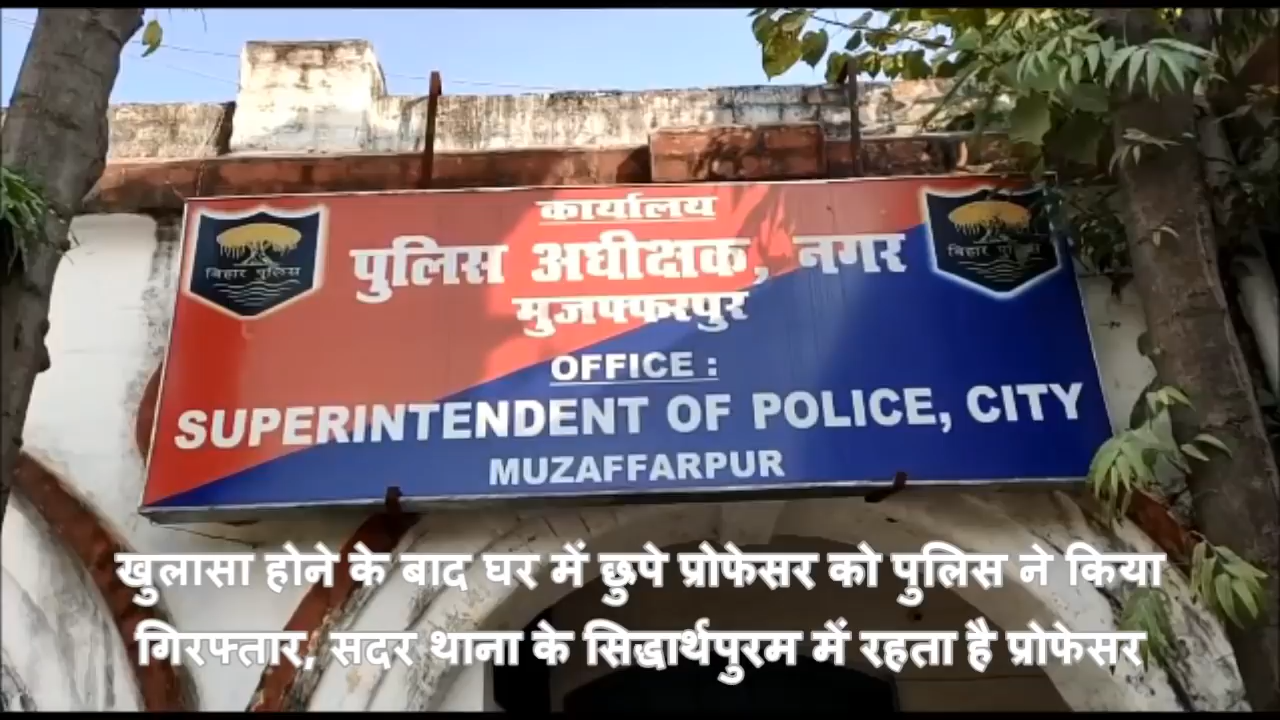 कार्यालय
पुलिस अधीक्षक, नगर
मुजफ्फरपुर
OFFICE :
SUPERINTENDENT OF POLICE, CITY
MUZAFFARPUR
बिहार पुलिस
बिहार पुलिस
खुलासा होने के बाद घर में छुपे प्रोफेसर को पुलिस ने किया
गिरफ्तार, सदर थाना के सिद्धार्थपुरम में रहता है प्रोफेसर